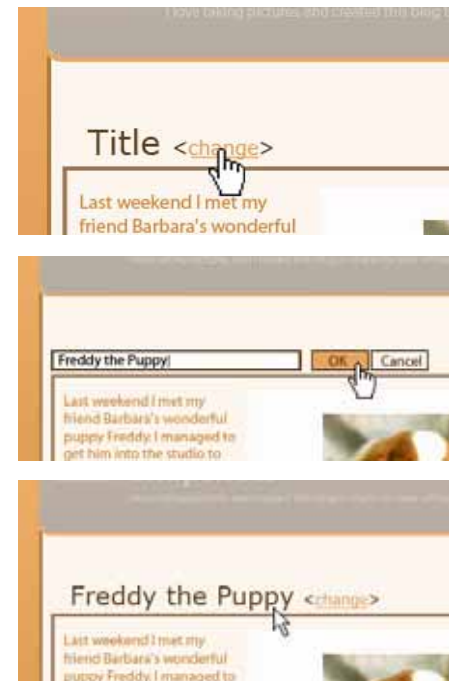 I love taking pictures and created this blog t
Title <change>
Last weekend I met my
friend Barbara's wonderful
Freddy the Puppy
OK Cancel
Last weekend I met my
friend Barbara's wonderful
puppy Freddy. I managed to
get him into the studio to
Freddy the Puppy <change>
Last weekend I met my
friend Barbara's wonderful
puppy Freddy. I managed to